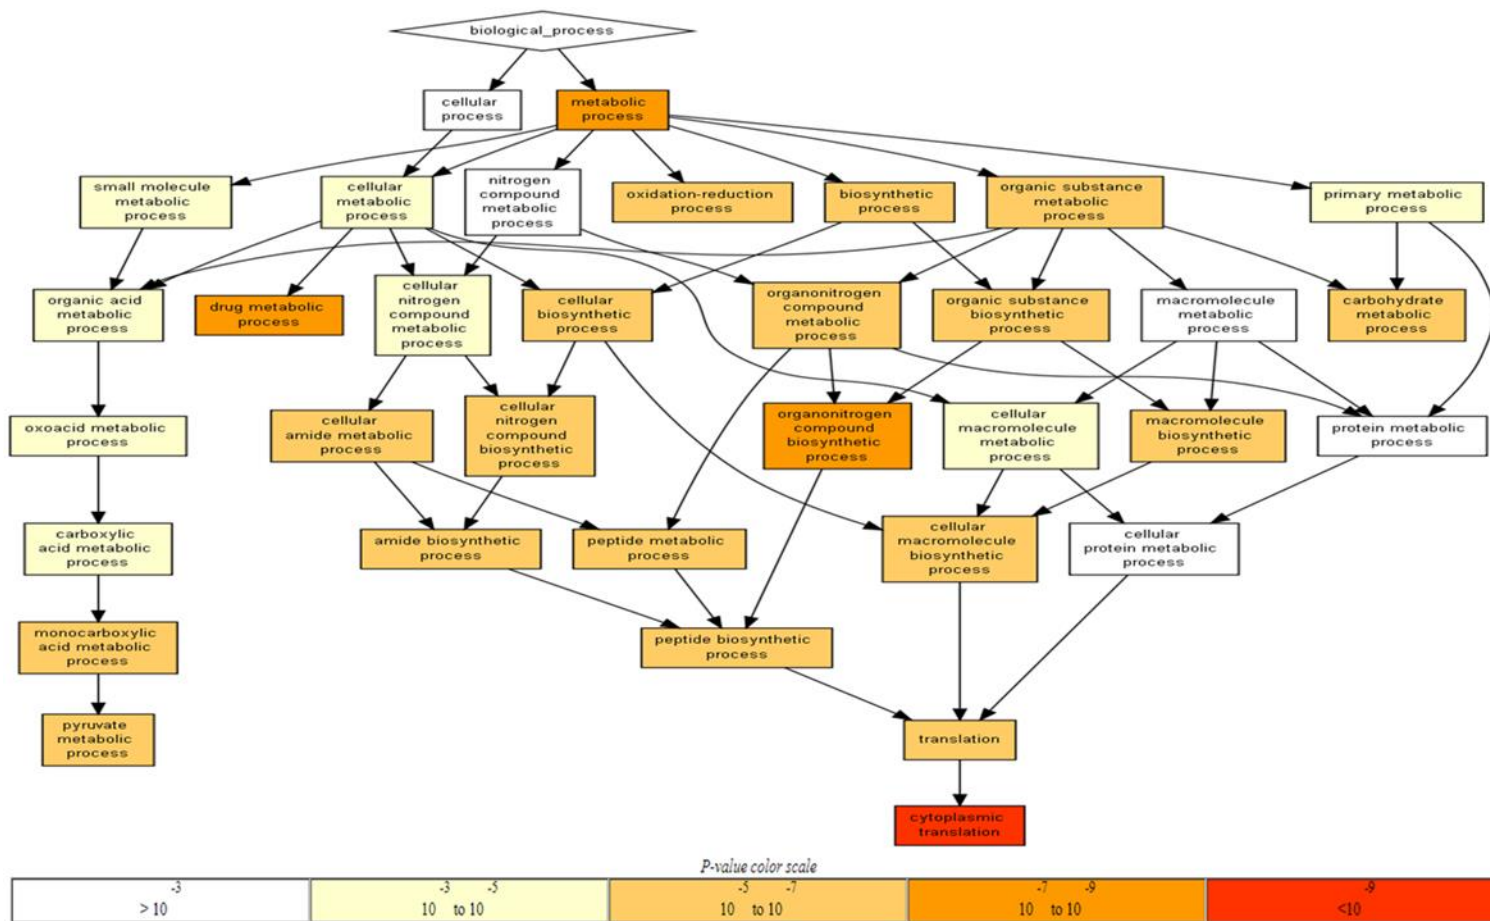 biological_process
cellular
process
metabolic
process
small molecule
metabolic
process
cellular
metabolic
process
nitrogen
compound
metabolic
process
oxidation-reduction
process
biosynthetic
process
organic substance
metabolic
process
primary metabolic
process
organic acid
metabolic
process
drug metabolic
process
cellular
nitrogen
compound
metabolic
process
cellular
biosynthetic
process
organonitrogen
compound
metabolic
process
organic substance
biosynthetic
process
macromolecule
metabolic
process
carbohydrate
metabolic
process
oxoacid metabolic
process
cellular
amide metabolic
process
cellular
nitrogen
compound
biosynthetic
process
organonitrogen
compound
biosynthetic
process
cellular
macromolecule
metabolic
process
macromolecule
biosynthetic
process
protein metabolic
process
carboxylic
acid metabolic
process
amide biosynthetic
process
peptide metabolic
process
cellular
macromolecule
biosynthetic
process
cellular
protein metabolic
process
monocarboxylic
acid metabolic
process
peptide biosynthetic
process
pyruvate
metabolic
process
translation
cytoplasmic
translation
P-value color scale
-3
> 10
-3 -5
10 to 10
-5 -7
10 to 10
-7 -9
10 to 10
-9
<10